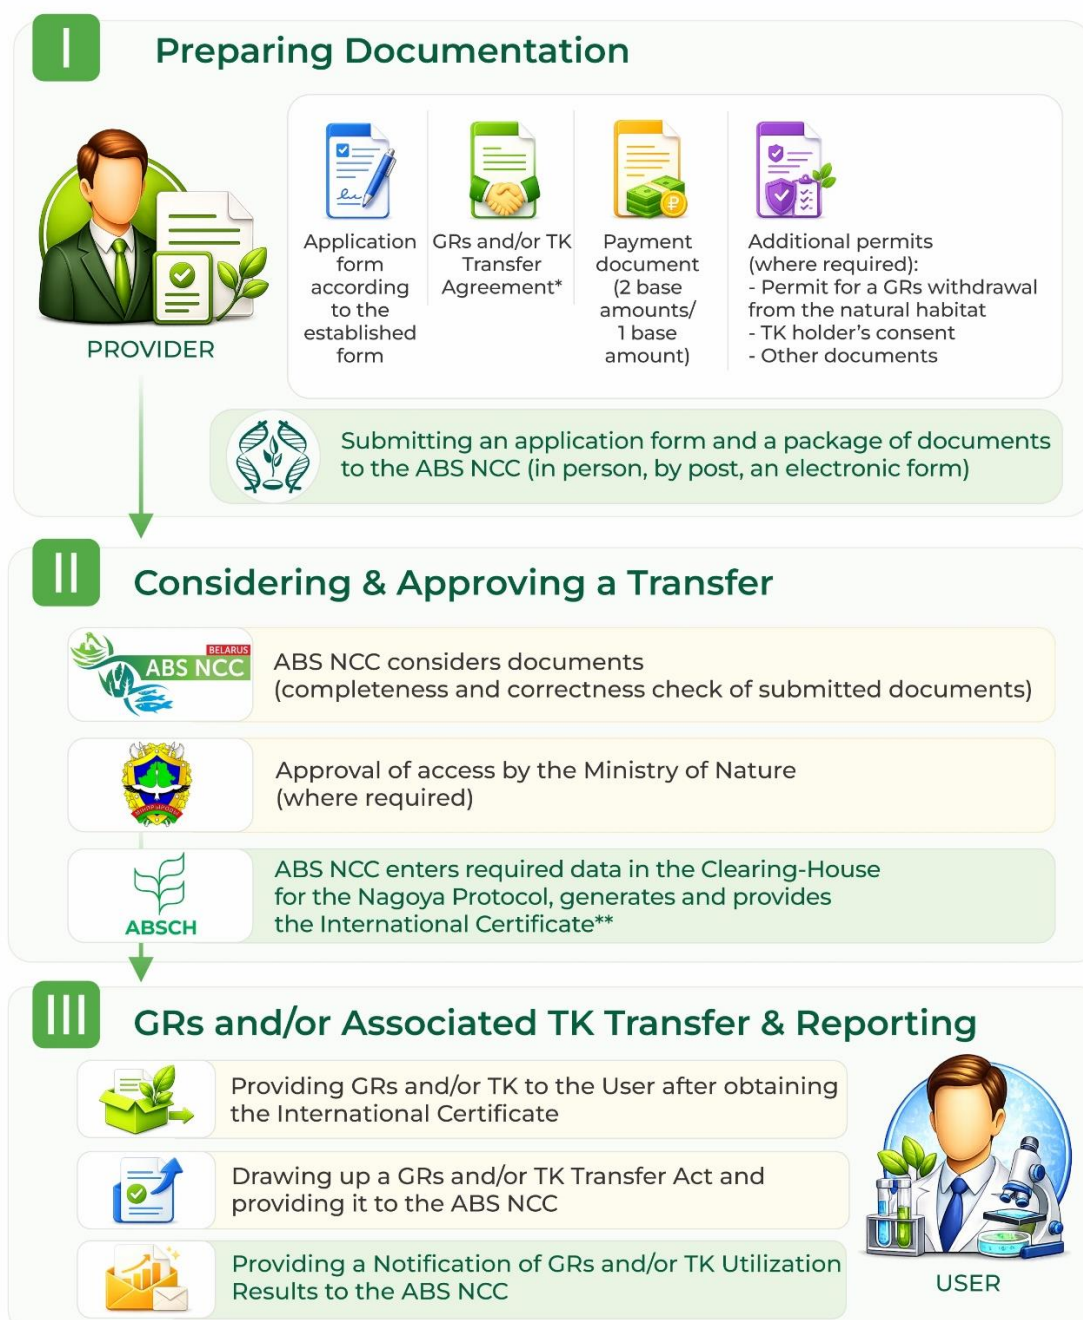 I
Preparing Documentation
PROVIDER
Application
form
according
to the
established
form
GRs and/or TK
Transfer
Agreement*
Payment
document
(2 base
amounts/
1 base
amount)
Additional permits
(where required):
- Permit for a GRs withdrawal
from the natural habitat
- TK holder’s consent
- Other documents
Submitting an application form and a package of documents
to the ABS NCC (in person, by post, an electronic form)
II
Considering & Approving a Transfer
BELARUS
ABS NCC
ABS NCC considers documents
(completeness and correctness check of submitted documents)
Approval of access by the Ministry of Nature
(where required)
ABSCH
ABS NCC enters required data in the Clearing-House
for the Nagoya Protocol, generates and provides
the International Certificate**
III
GRs and/or Associated TK Transfer & Reporting
Providing GRs and/or TK to the User after obtaining
the International Certificate
Drawing up a GRs and/or TK Transfer Act and
providing it to the ABS NCC
Providing a Notification of GRs and/or TK Utilization
Results to the ABS NCC
USER